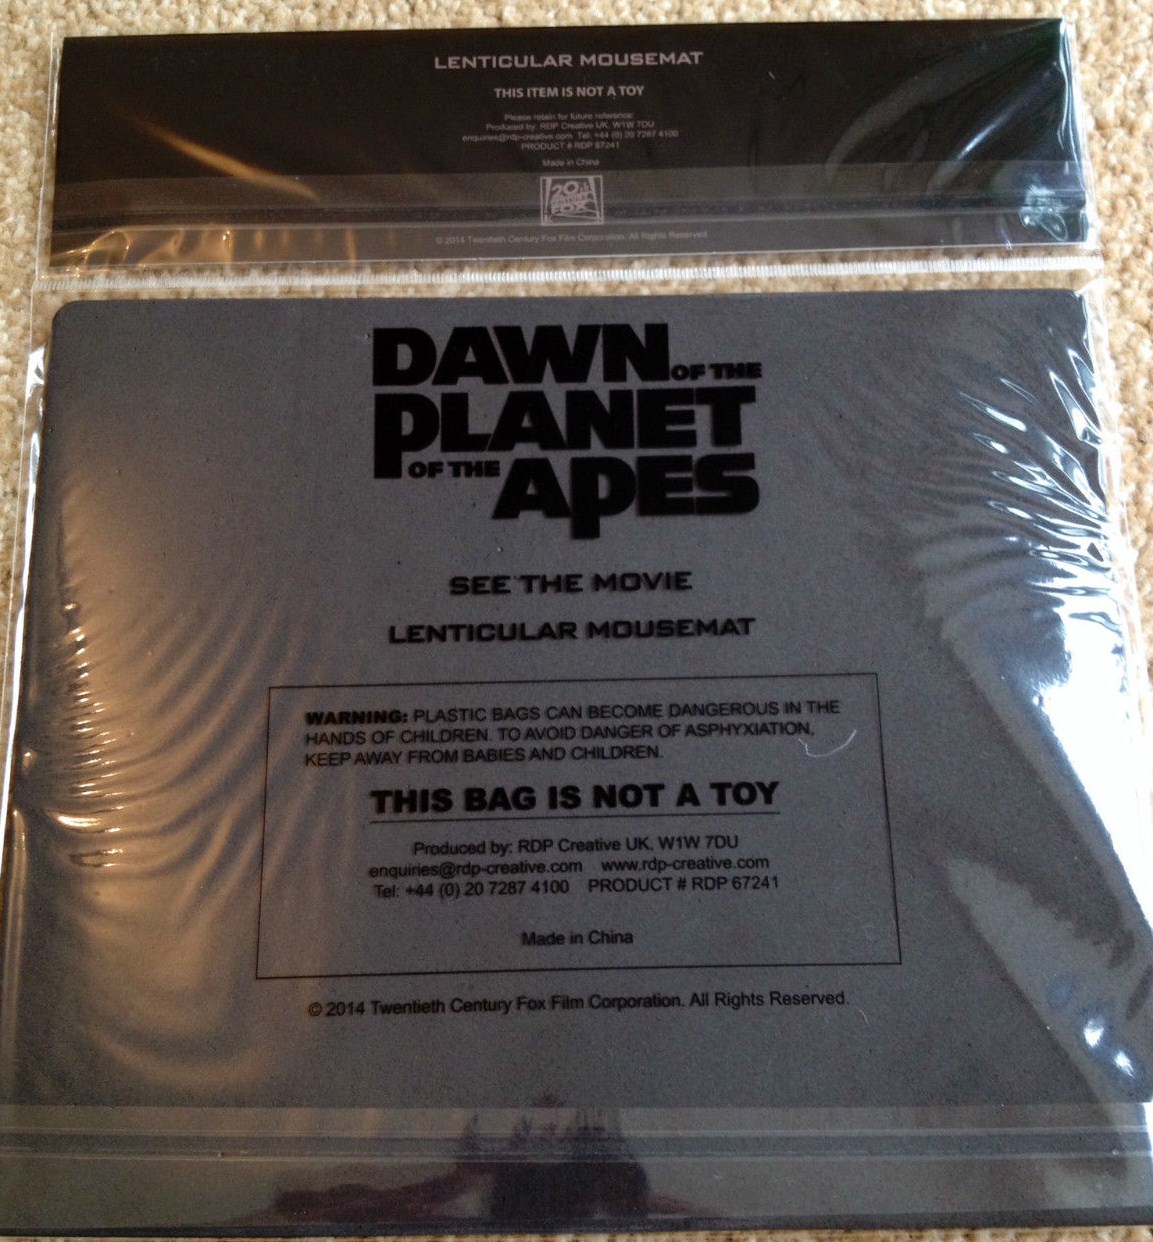 LENTICULAR MOUSEMAT
THIS ITEM IS NOT A TOY
Please retain for future reference:
Produced by: RDP Creative UK, W1W 7DU
enquiries@rdp-creative.com Tel: +44 (0) 20 7287 4100
PRODUCT # RDP 67241
Made in China
20th
CENTURY
FOX
© 2014 Twentieth Century Fox Film Corporation. All Rights Reserved.
DAWN OF THE
PLANET
OF THE APES
SEE THE MOVIE
LENTICULAR MOUSEMAT
WARNING: PLASTIC BAGS CAN BECOME DANGEROUS IN THE
HANDS OF CHILDREN. TO AVOID DANGER OF ASPHYXIATION,
KEEP AWAY FROM BABIES AND CHILDREN.
THIS BAG IS NOT A TOY
Produced by: RDP Creative UK, W1W 7DU
enquiries@rdp-creative.com www.rdp-creative.com
Tel: +44 (0) 20 7287 4100 PRODUCT # RDP 67241
Made in China
© 2014 Twentieth Century Fox Film Corporation. All Rights Reserved.